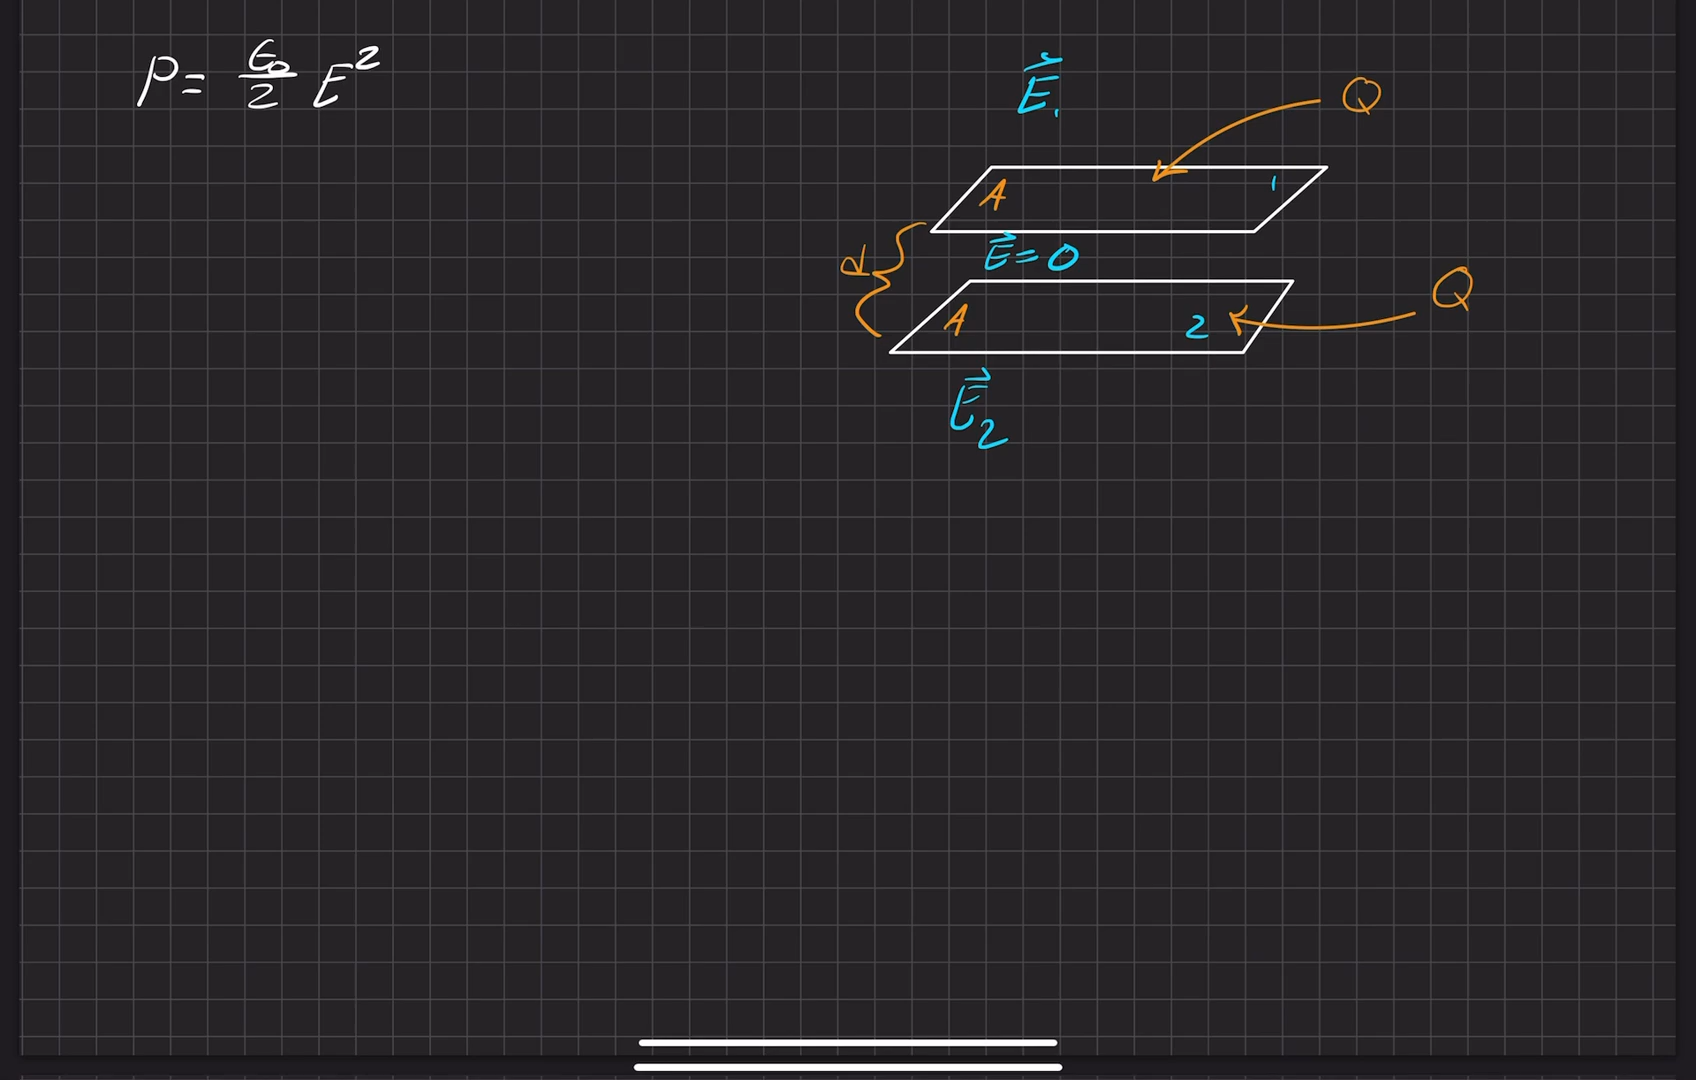 P = ε₀/2 E²
E⃗₁
Q
A
1
d
E⃗ = 0
A
2
Q
E⃗₂